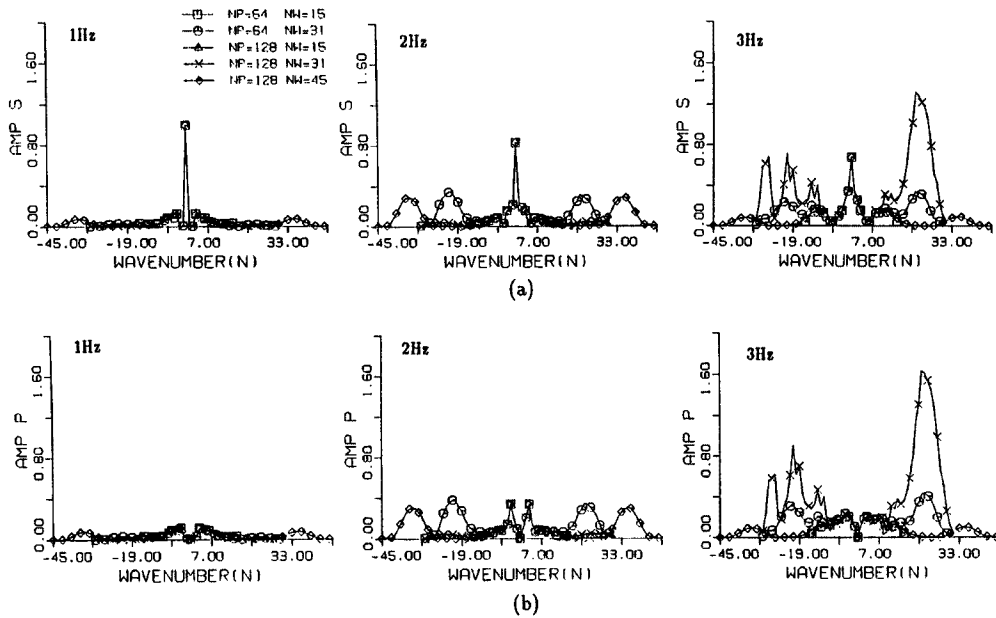 1Hz
NP=64 NW=15
NP=64 NW=31
NP=128 NW=15
NP=128 NW=31
NP=128 NW=45
AMP S
0.00 0.80 1.60
-45.00 -19.00 7.00 33.00
WAVENUMBER(N)
2Hz
AMP S
0.00 0.80 1.60
-45.00 -19.00 7.00 33.00
WAVENUMBER(N)
3Hz
AMP S
0.00 0.80 1.60
-45.00 -19.00 7.00 33.00
WAVENUMBER(N)
(a)
1Hz
AMP P
0.00 0.80 1.60
-45.00 -19.00 7.00 33.00
WAVENUMBER(N)
2Hz
AMP P
0.00 0.80 1.60
-45.00 -19.00 7.00 33.00
WAVENUMBER(N)
3Hz
AMP P
0.00 0.80 1.60
-45.00 -19.00 7.00 33.00
WAVENUMBER(N)
(b)